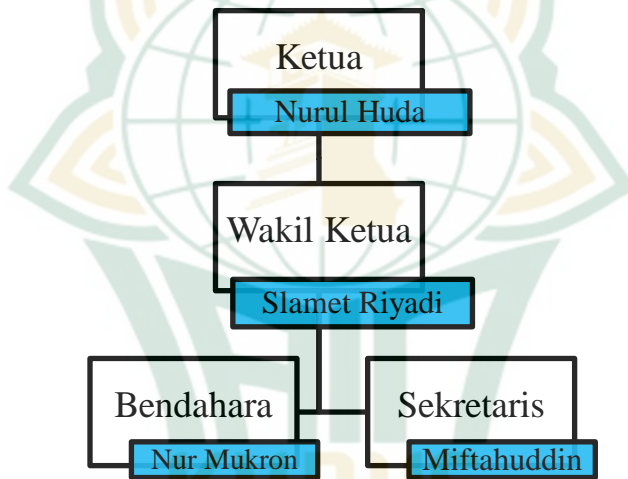 Ketua
Nurul Huda
Wakil Ketua
Slamet Riyadi
Bendahara
Nur Mukron
Sekretaris
Miftahuddin